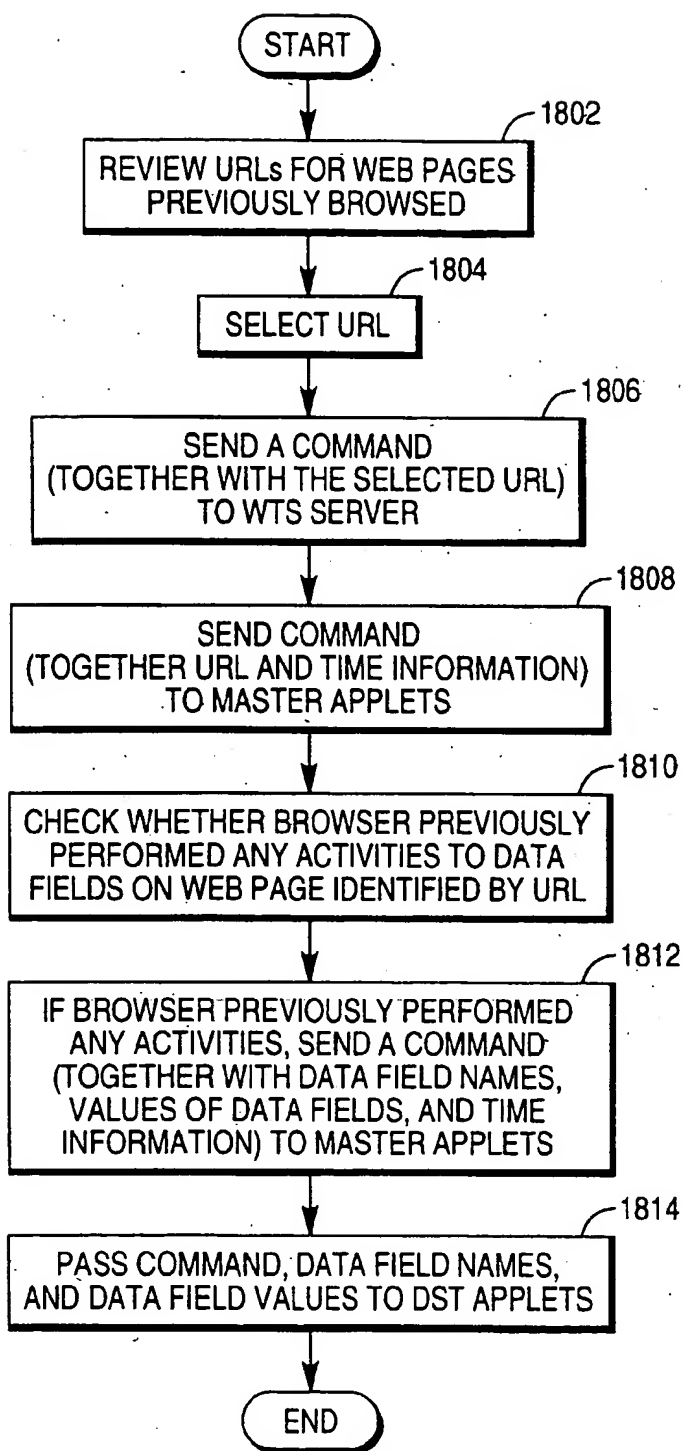 START
1802
REVIEW URLs FOR WEB PAGES
PREVIOUSLY BROWSED
1804
SELECT URL
1806
SEND A COMMAND
(TOGETHER WITH THE SELECTED URL)
TO WTS SERVER
1808
SEND COMMAND
(TOGETHER URL AND TIME INFORMATION)
TO MASTER APPLETS
1810
CHECK WHETHER BROWSER PREVIOUSLY
PERFORMED ANY ACTIVITIES TO DATA
FIELDS ON WEB PAGE IDENTIFIED BY URL
1812
IF BROWSER PREVIOUSLY PERFORMED
ANY ACTIVITIES, SEND A COMMAND
(TOGETHER WITH DATA FIELD NAMES,
VALUES OF DATA FIELDS, AND TIME
INFORMATION) TO MASTER APPLETS
1814
PASS COMMAND, DATA FIELD NAMES,
AND DATA FIELD VALUES TO DST APPLETS
END